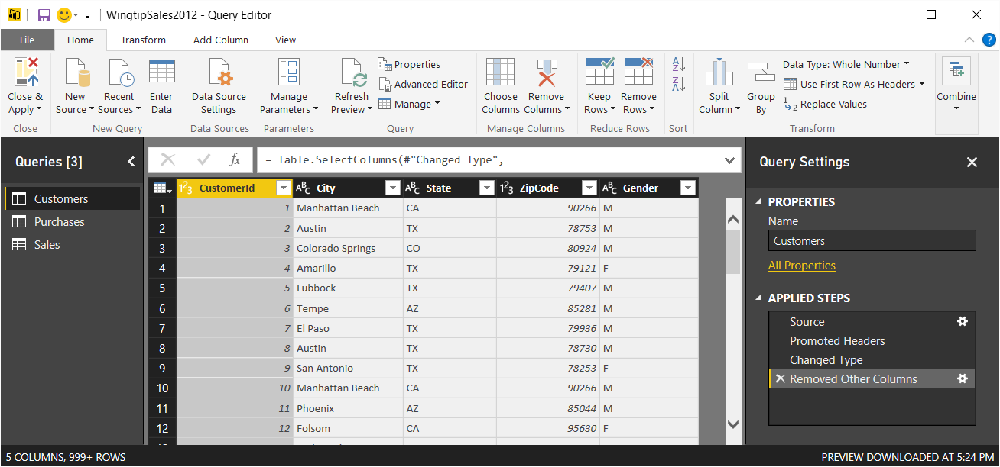 WingtipSales2012 - Query Editor
File Home Transform Add Column View
Close & Apply
New Source
Recent Sources
Enter Data
Data Source Settings
Manage Parameters
Refresh Preview
Properties
Advanced Editor
Manage
Choose Columns
Remove Columns
Keep Rows
Remove Rows
Split Column
Group By
Data Type: Whole Number
Use First Row As Headers
Replace Values
Combine
Close New Query Data Sources Parameters Query Manage Columns Reduce Rows Sort Transform
Queries [3]
Customers
Purchases
Sales
fx = Table.SelectColumns(#"Changed Type",
CustomerId City State ZipCode Gender
1 1 Manhattan Beach CA 90266 M
2 2 Austin TX 78753 M
3 3 Colorado Springs CO 80924 M
4 4 Amarillo TX 79121 F
5 5 Lubbock TX 79407 M
6 6 Tempe AZ 85281 M
7 7 El Paso TX 79936 M
8 8 Austin TX 78730 M
9 9 San Antonio TX 78253 F
10 10 Manhattan Beach CA 90266 M
11 11 Phoenix AZ 85044 M
12 12 Folsom CA 95630 F
Query Settings
PROPERTIES
Name
Customers
All Properties
APPLIED STEPS
Source
Promoted Headers
Changed Type
Removed Other Columns
5 COLUMNS, 999+ ROWS
PREVIEW DOWNLOADED AT 5:24 PM